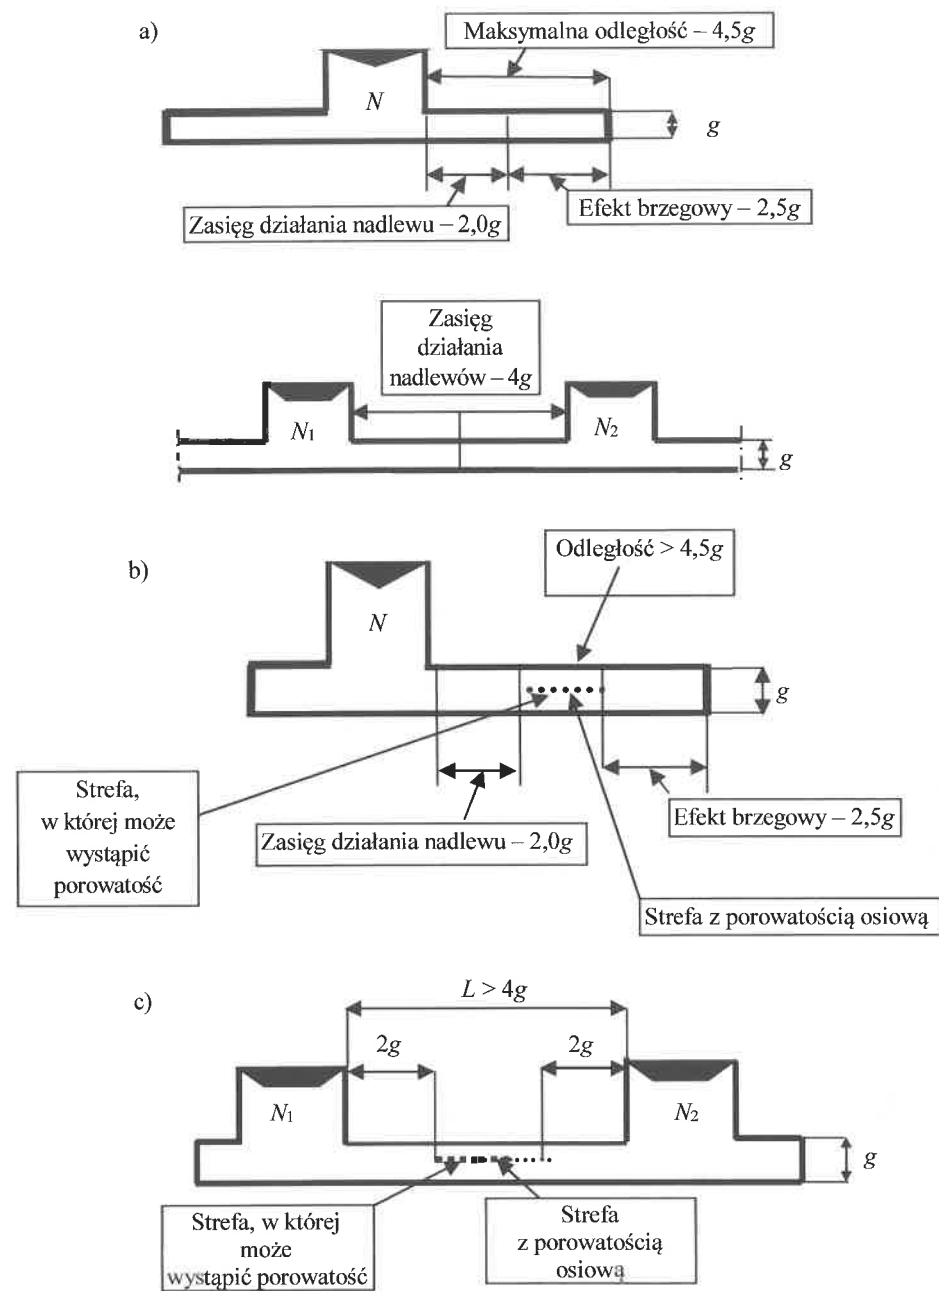 a)
Maksymalna odległość – 4,5g
N
g
Zasięg działania nadlewu – 2,0g
Efekt brzegowy – 2,5g
Zasięg
działania
nadlewów – 4g
N1
N2
g
b)
Odległość > 4,5g
N
g
Strefa,
w której może
wystąpić
porowatość
Zasięg działania nadlewu – 2,0g
Efekt brzegowy – 2,5g
Strefa z porowatością osiową
c)
L > 4g
2g
2g
N1
N2
g
Strefa, w której
może
wystąpić porowatość
Strefa
z porowatością
osiową